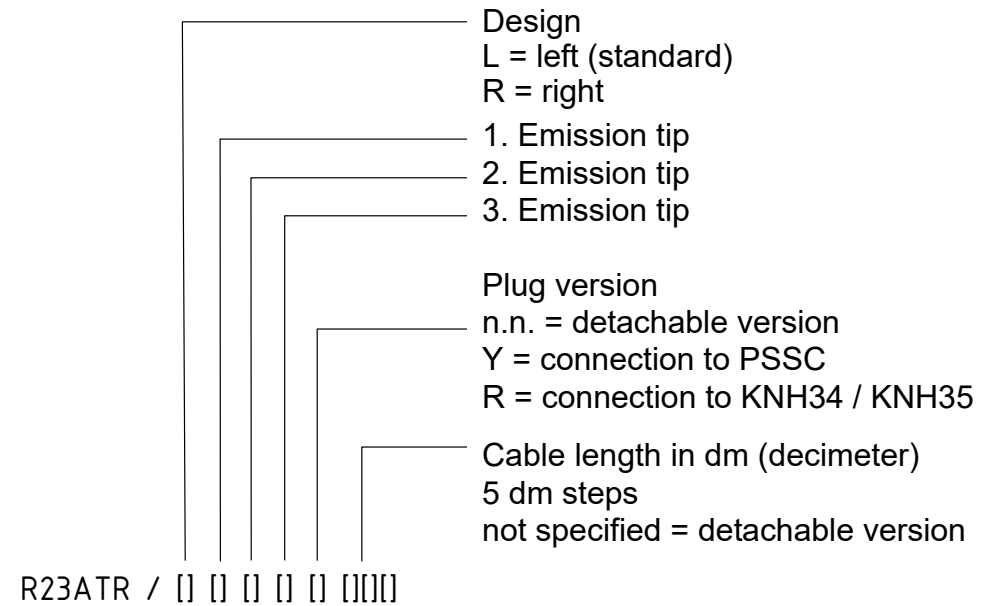 Design
L = left (standard)
R = right
1. Emission tip
2. Emission tip
3. Emission tip
Plug version
n.n. = detachable version
Y = connection to PSSC
R = connection to KNH34 / KNH35
Cable length in dm (decimeter)
5 dm steps
not specified = detachable version
R23ATR / [] [] [] [] [] [][][]